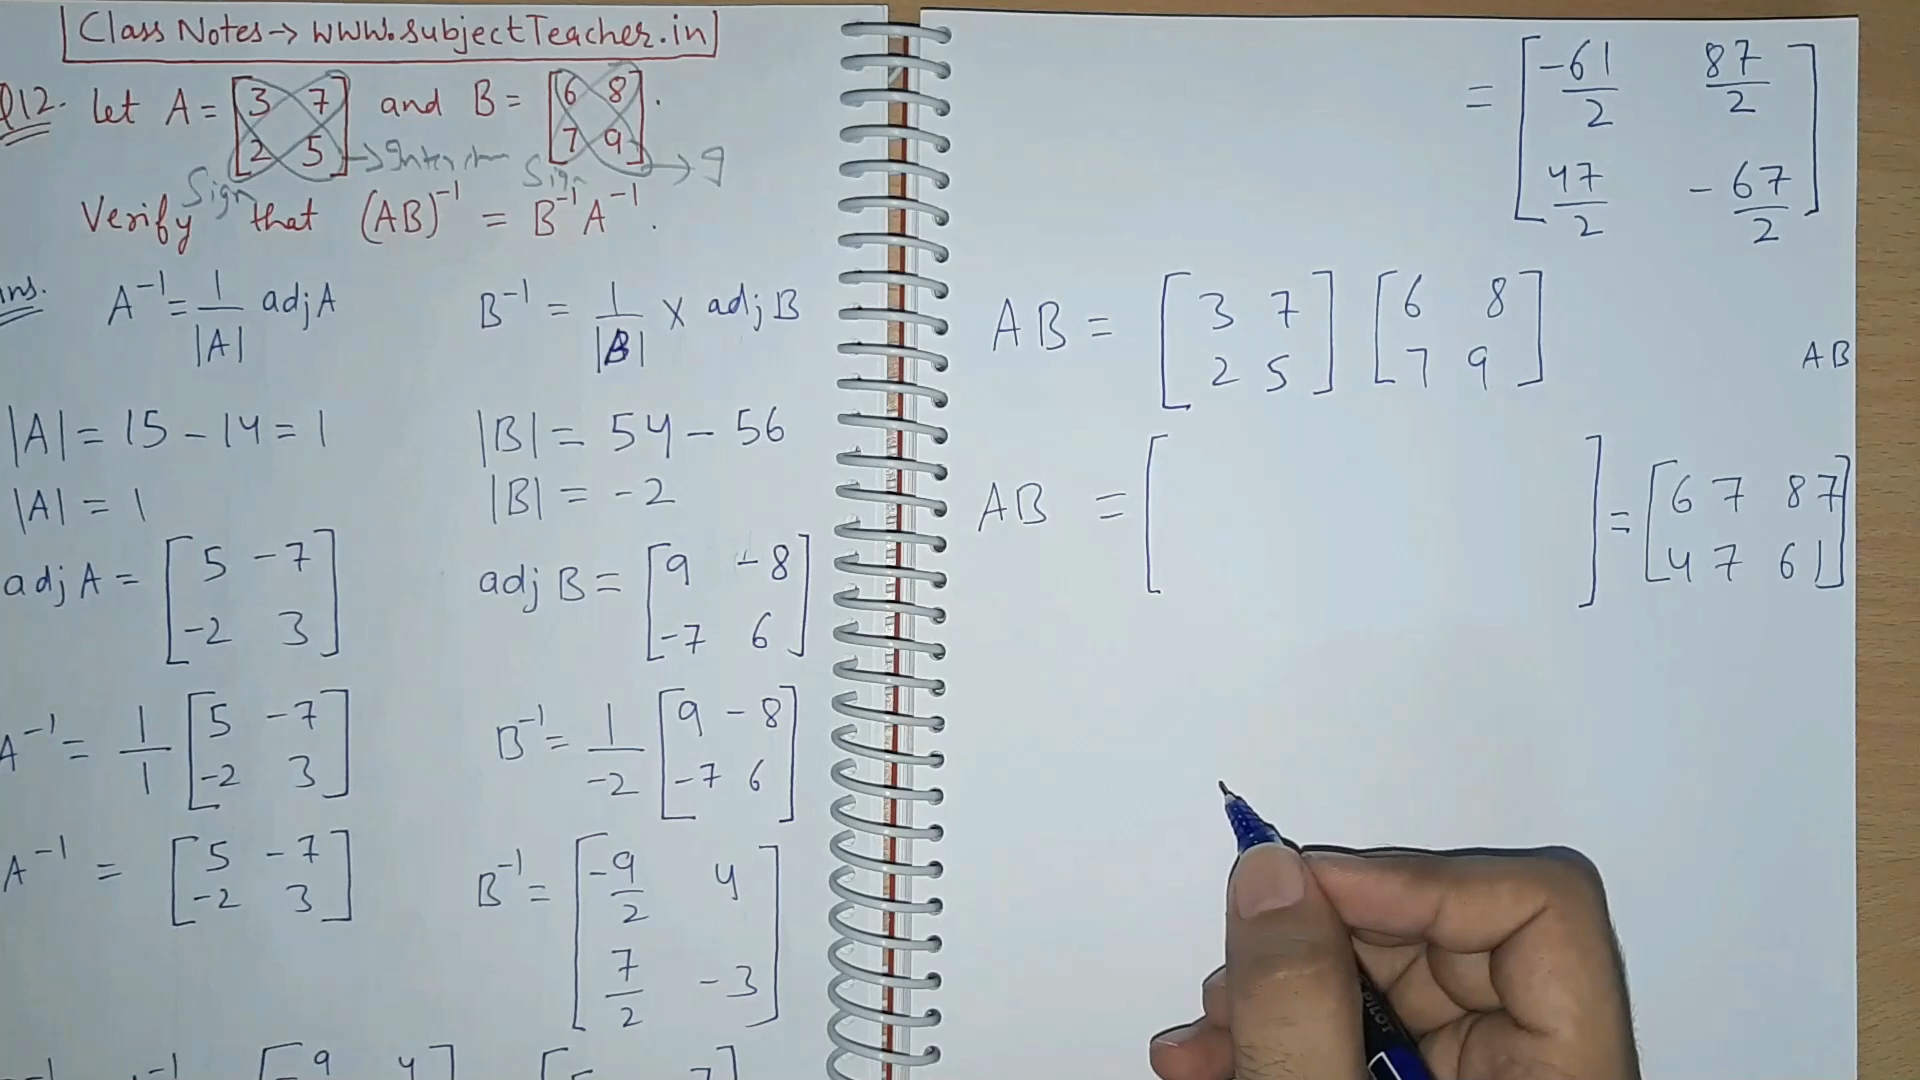 Class Notes→ www.subjectTeacher.in
Q12. Let A = [3 7 and B = [6 8 .
2 5] → Interchange 7 9] → I
Sign Sign
Verify that (AB)⁻¹ = B⁻¹A⁻¹.
Ans. A⁻¹ = 1/|A| adj A B⁻¹ = 1/|B| × adj B
|A| = 15 - 14 = 1 |B| = 54 - 56
|A| = 1 |B| = -2
adj A = [5 -7 adj B = [9 -8
-2 3] -7 6]
A⁻¹ = 1/1 [5 -7 B⁻¹ = 1/-2 [9 -8
-2 3] -7 6]
A⁻¹ = [5 -7 B⁻¹ = [-9/2 4
-2 3] 7/2 -3]
9 4 7
= [-61/2 87/2
47/2 -67/2]
AB = [3 7 [6 8
2 5] 7 9]
AB
AB = [ ] = [67 87
47 61]
PILOT